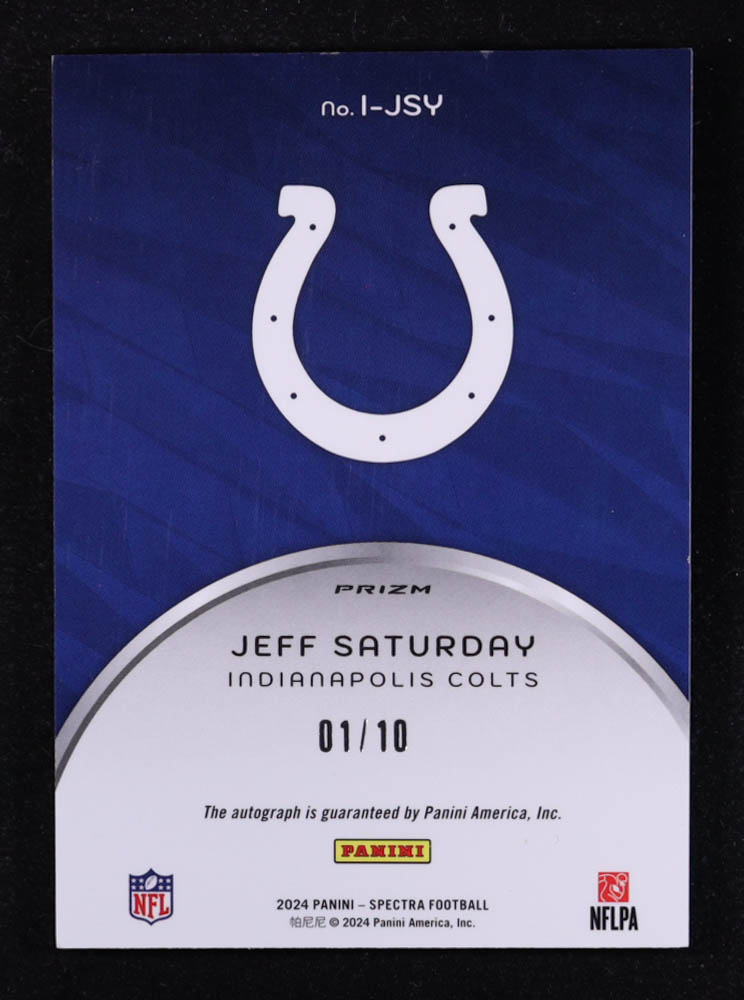 No. I-JSY
PRIZM
JEFF SATURDAY
INDIANAPOLIS COLTS
01/10
The autograph is guaranteed by Panini America, Inc.
PANINI
NFL
2024 PANINI – SPECTRA FOOTBALL
帕尼尼 © 2024 Panini America, Inc.
NFLPA